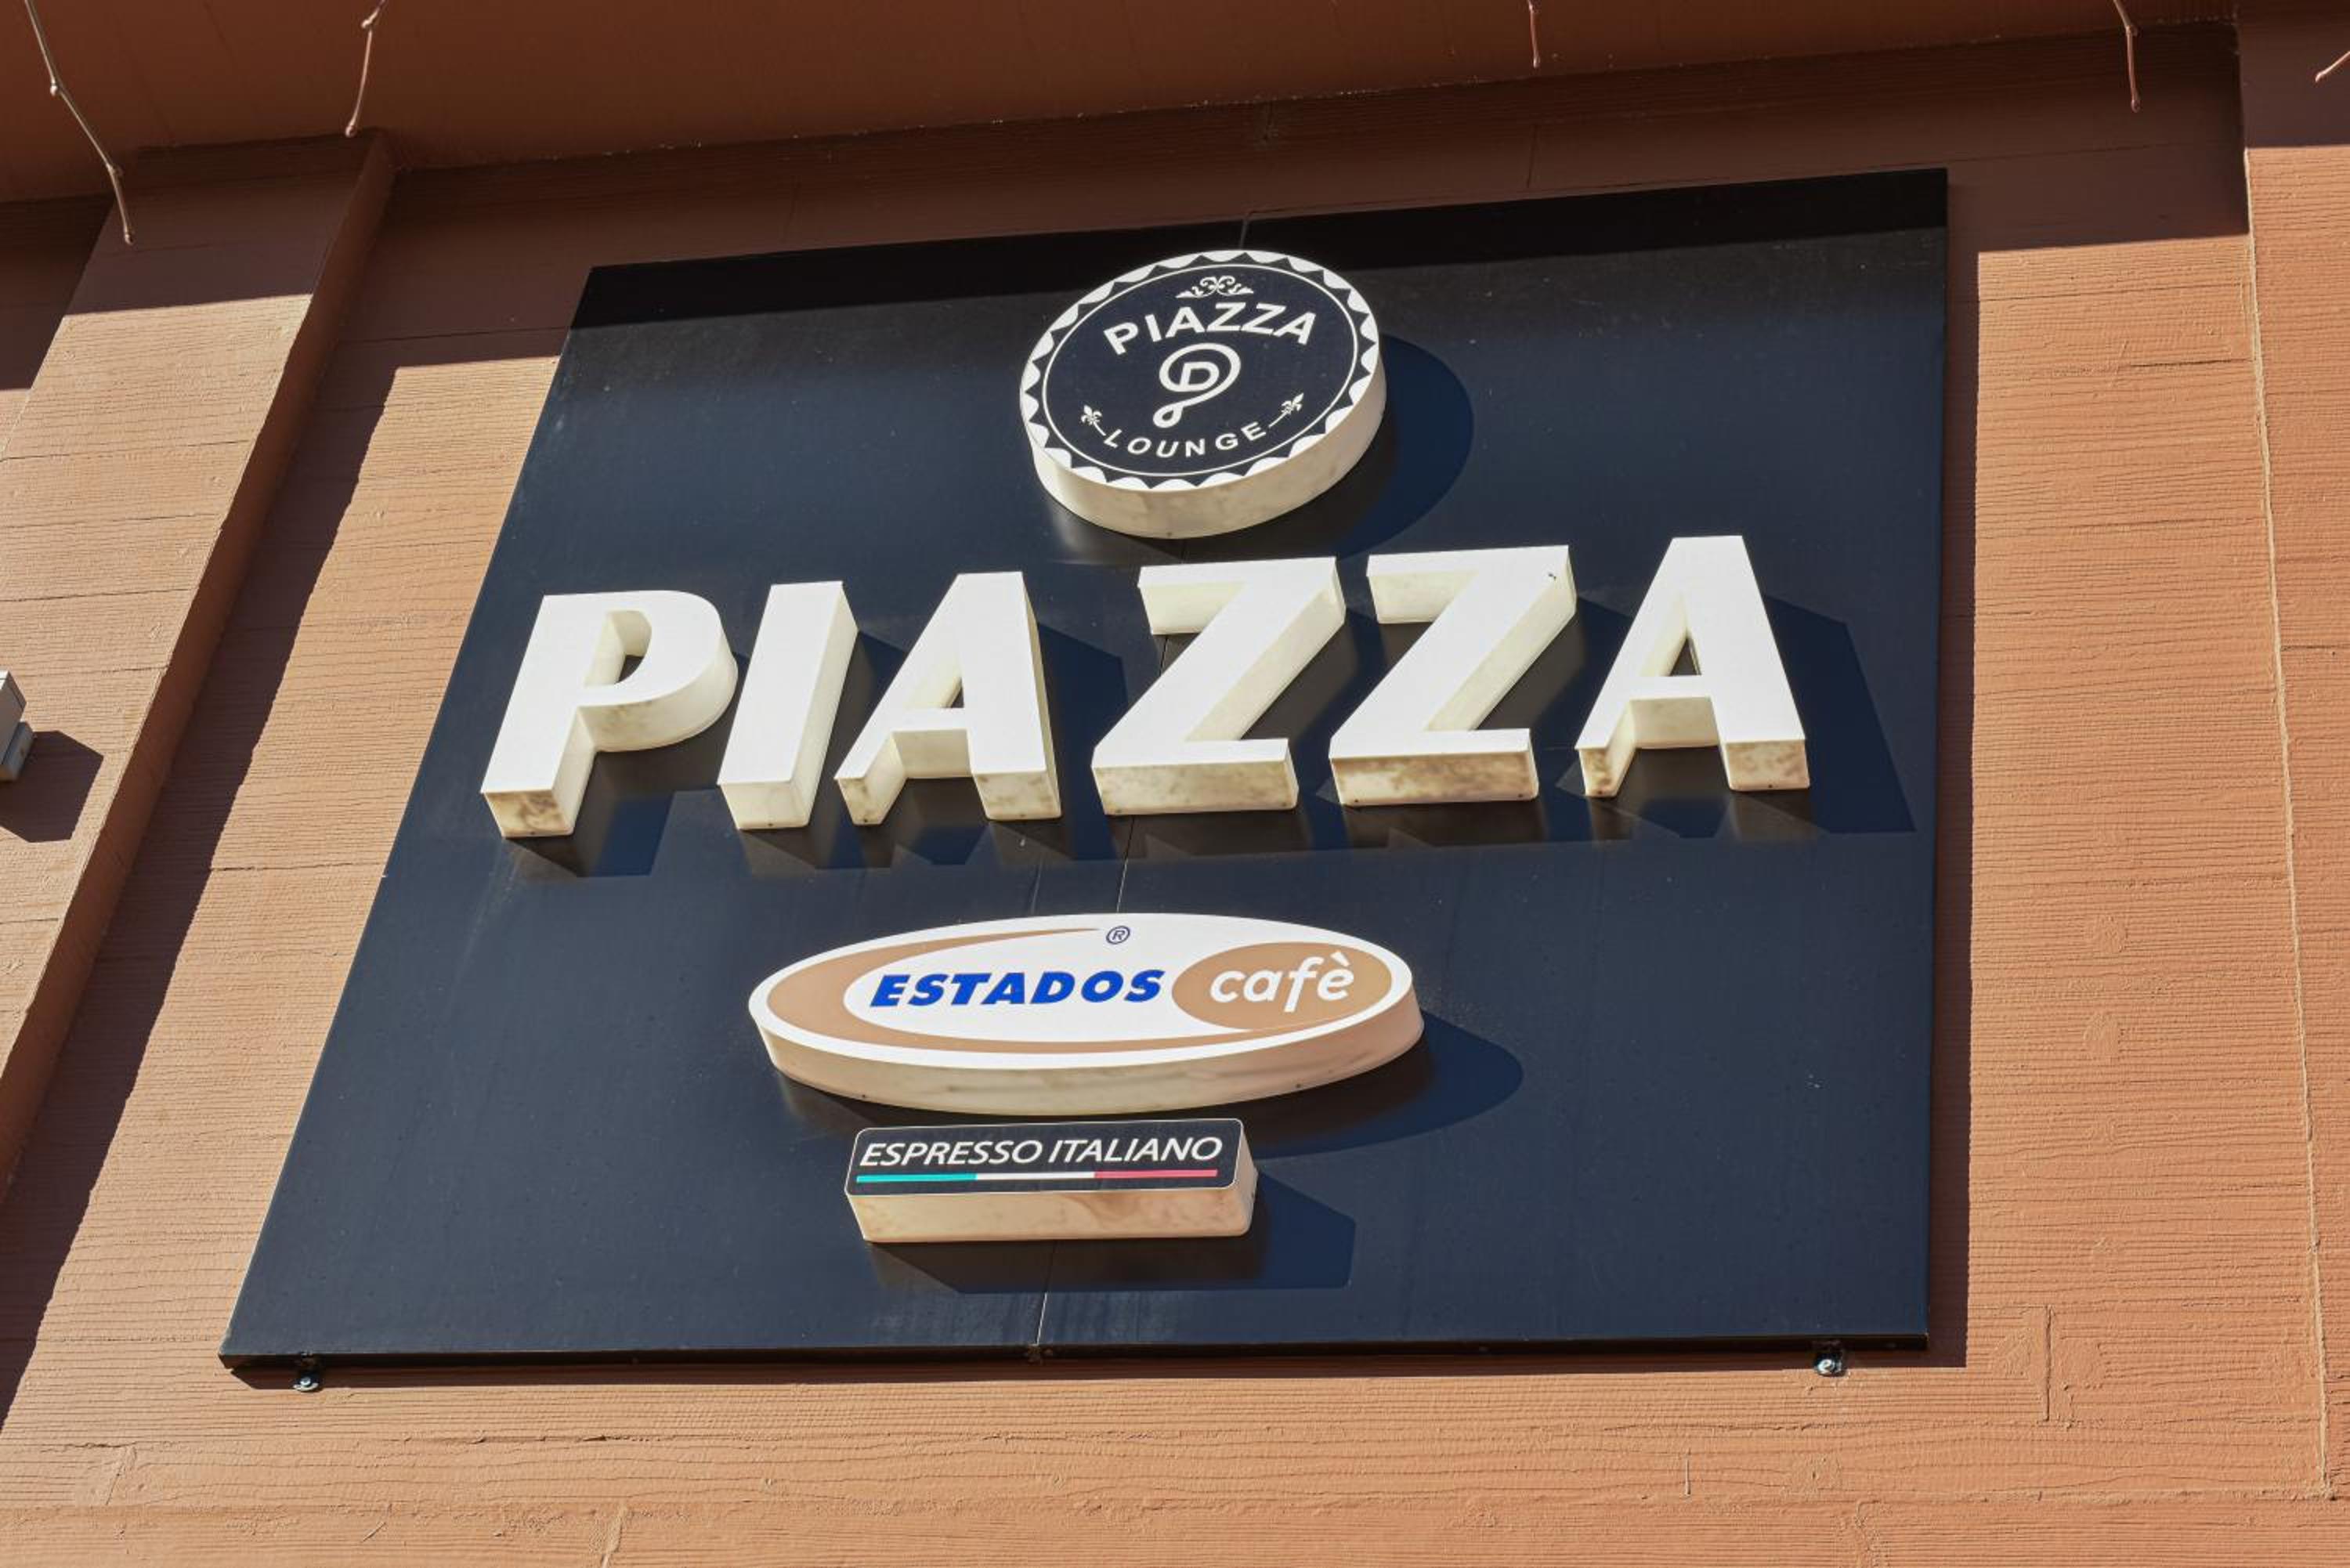 PIAZZA
P
LOUNGE
PIAZZA
®
ESTADOS cafè
ESPRESSO ITALIANO